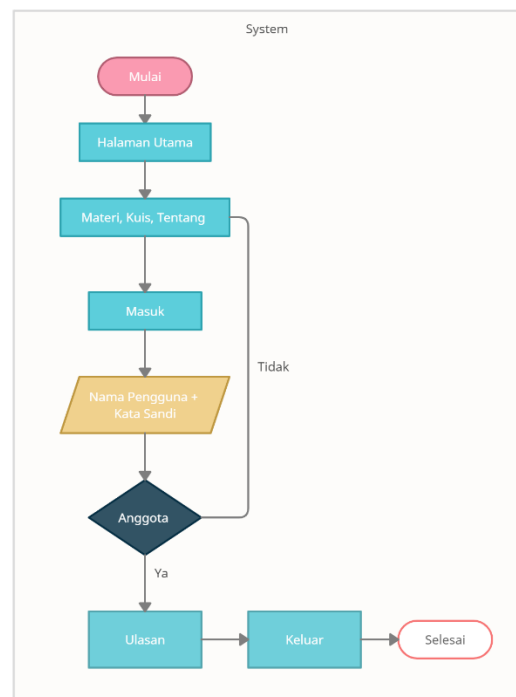 System
Mulai
Halaman Utama
Materi, Kuis, Tentang
Masuk
Tidak
Nama Pengguna +
Kata Sandi
Anggota
Ya
Ulasan
Keluar
Selesai